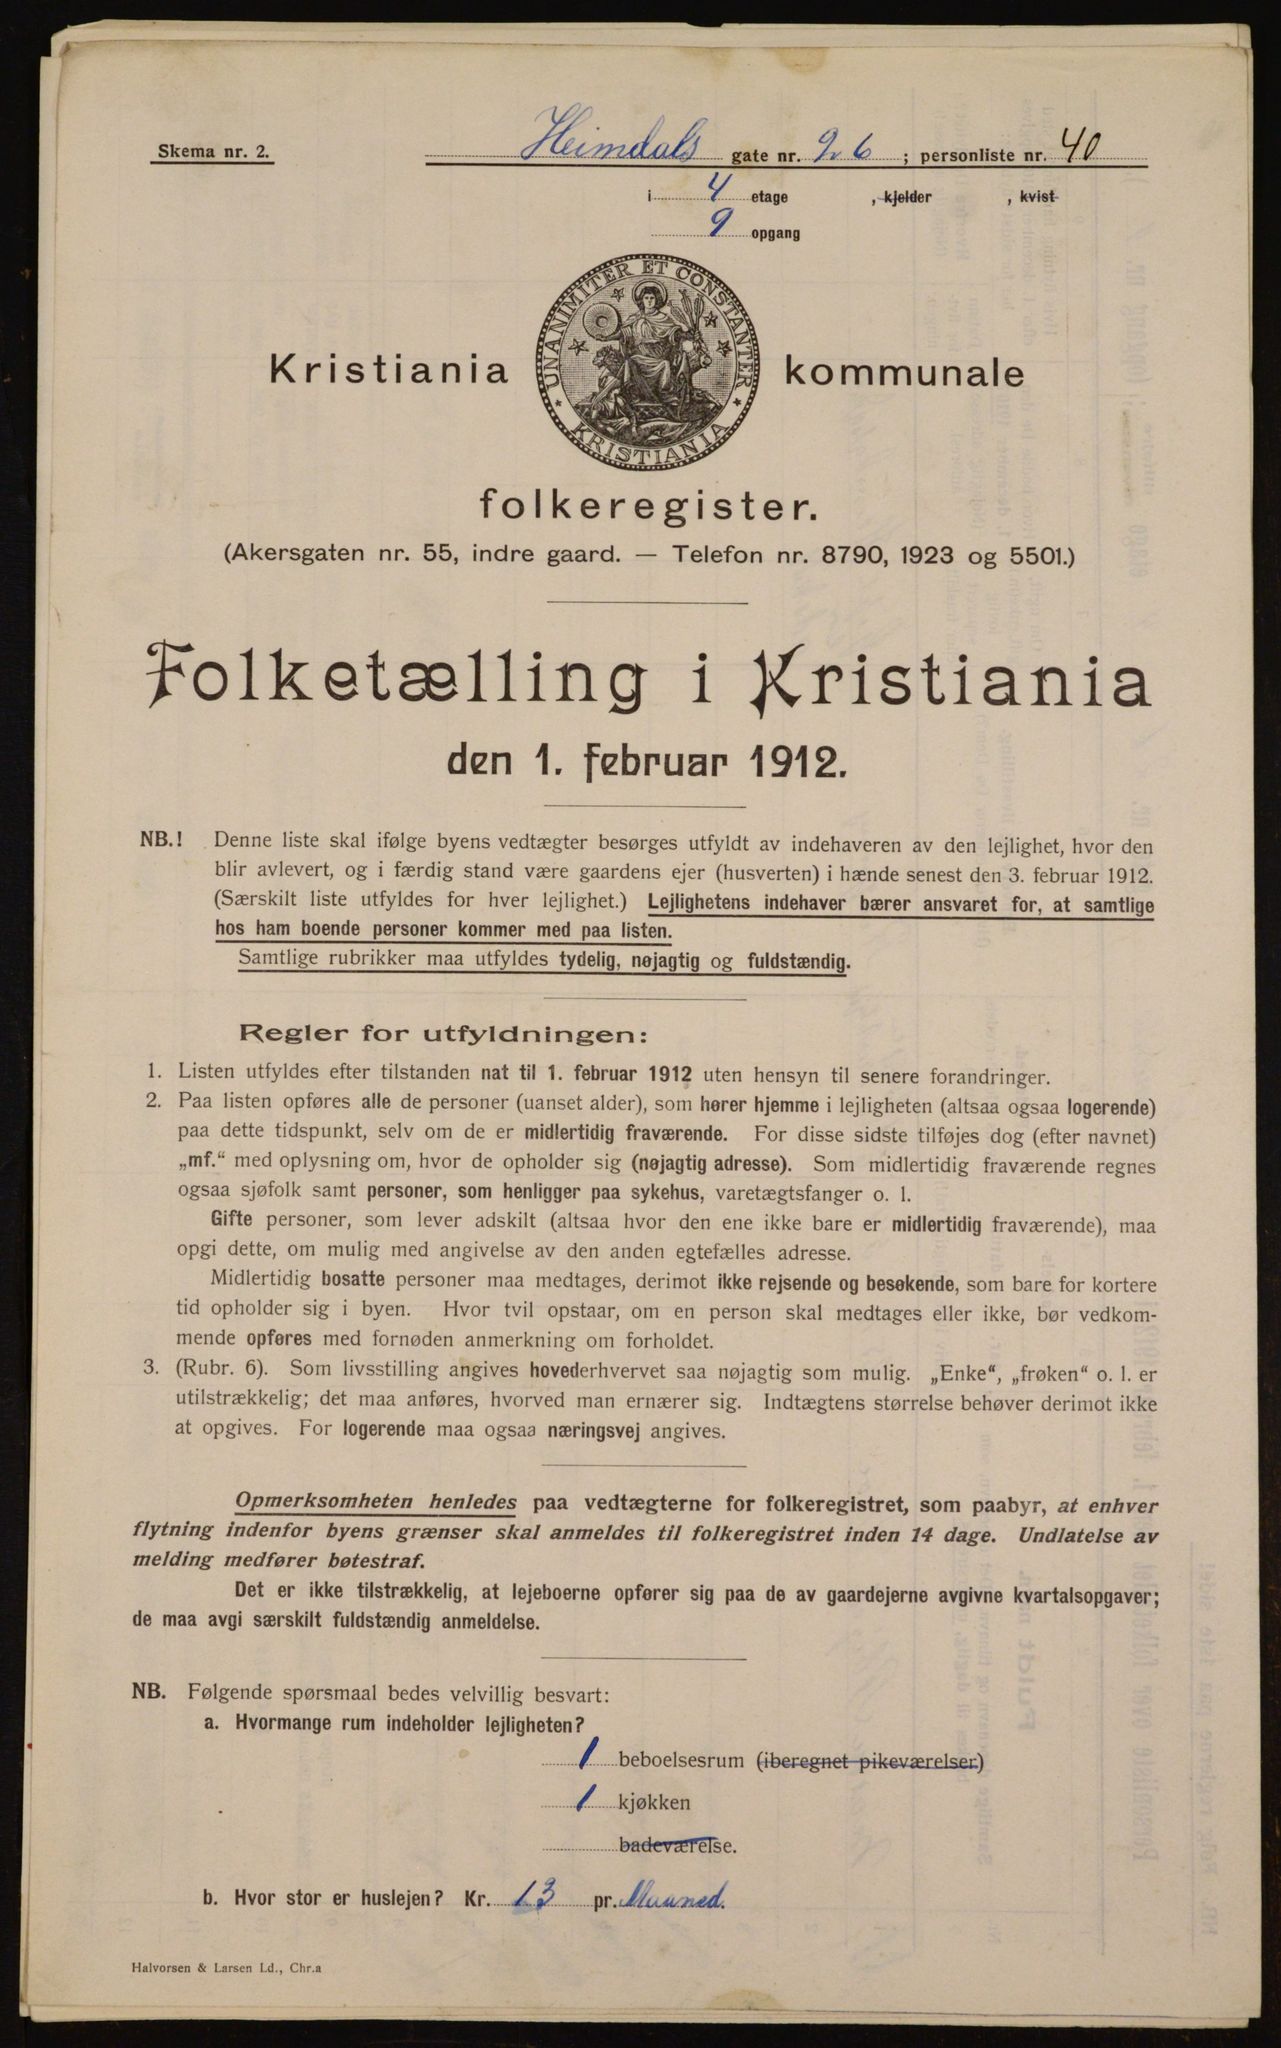 Skema nr. 2.
Heimdals gate nr. 26; personliste nr. 40
i 4 etage , kjelder , kvist
9 opgang
UNANIMITER ET CONSTANTER
KRISTIANIA
Kristiania kommunale
folkeregister.
(Akersgaten nr. 55, indre gaard. — Telefon nr. 8790, 1923 og 5501.)
Folketælling i Kristiania
den 1. februar 1912.
NB.! Denne liste skal ifølge byens vedtægter besørges utfyldt av indehaveren av den lejlighet, hvor den
blir avlevert, og i færdig stand være gaardens ejer (husverten) i hænde senest den 3. februar 1912.
(Særskilt liste utfyldes for hver lejlighet.) Lejlighetens indehaver bærer ansvaret for, at samtlige
hos ham boende personer kommer med paa listen.
Samtlige rubrikker maa utfyldes tydelig, nøjagtig og fuldstændig.
Regler for utfyldningen:
1. Listen utfyldes efter tilstanden nat til 1. februar 1912 uten hensyn til senere forandringer.
2. Paa listen opføres alle de personer (uanset alder), som hører hjemme i lejligheten (altsaa ogsaa logerende)
paa dette tidspunkt, selv om de er midlertidig fraværende. For disse sidste tilføjes dog (efter navnet)
„mf.“ med oplysning om, hvor de opholder sig (nøjagtig adresse). Som midlertidig fraværende regnes
ogsaa sjøfolk samt personer, som henligger paa sykehus, varetægtsfanger o. l.
Gifte personer, som lever adskilt (altsaa hvor den ene ikke bare er midlertidig fraværende), maa
opgi dette, om mulig med angivelse av den anden egtefælles adresse.
Midlertidig bosatte personer maa medtages, derimot ikke rejsende og besøkende, som bare for kortere
tid opholder sig i byen. Hvor tvil opstaar, om en person skal medtages eller ikke, bør vedkom-
mende opføres med fornøden anmerkning om forholdet.
3. (Rubr. 6). Som livsstilling angives hovederhvervet saa nøjagtig som mulig. „Enke“, „frøken“ o. l. er
utilstrækkelig; det maa anføres, hvorved man ernærer sig. Indtægtens størrelse behøver derimot ikke
at opgives. For logerende maa ogsaa næringsvej angives.
Opmerksomheten henledes paa vedtægterne for folkeregistret, som paabyr, at enhver
flytning indenfor byens grænser skal anmeldes til folkeregistret inden 14 dage. Undlatelse av
melding medfører bøtestraf.
Det er ikke tilstrækkelig, at lejeboerne opfører sig paa de av gaardejerne avgivne kvartalsopgaver;
de maa avgi særskilt fuldstændig anmeldelse.
NB. Følgende spørsmaal bedes velvillig besvart:
a. Hvormange rum indeholder lejligheten?
1 beboelsesrum (iberegnet pikeværelser)
1 kjøkken
badeværelse.
b. Hvor stor er huslejen? Kr. 13 pr. Maaned.
Halvorsen & Larsen Ld., Chr.a